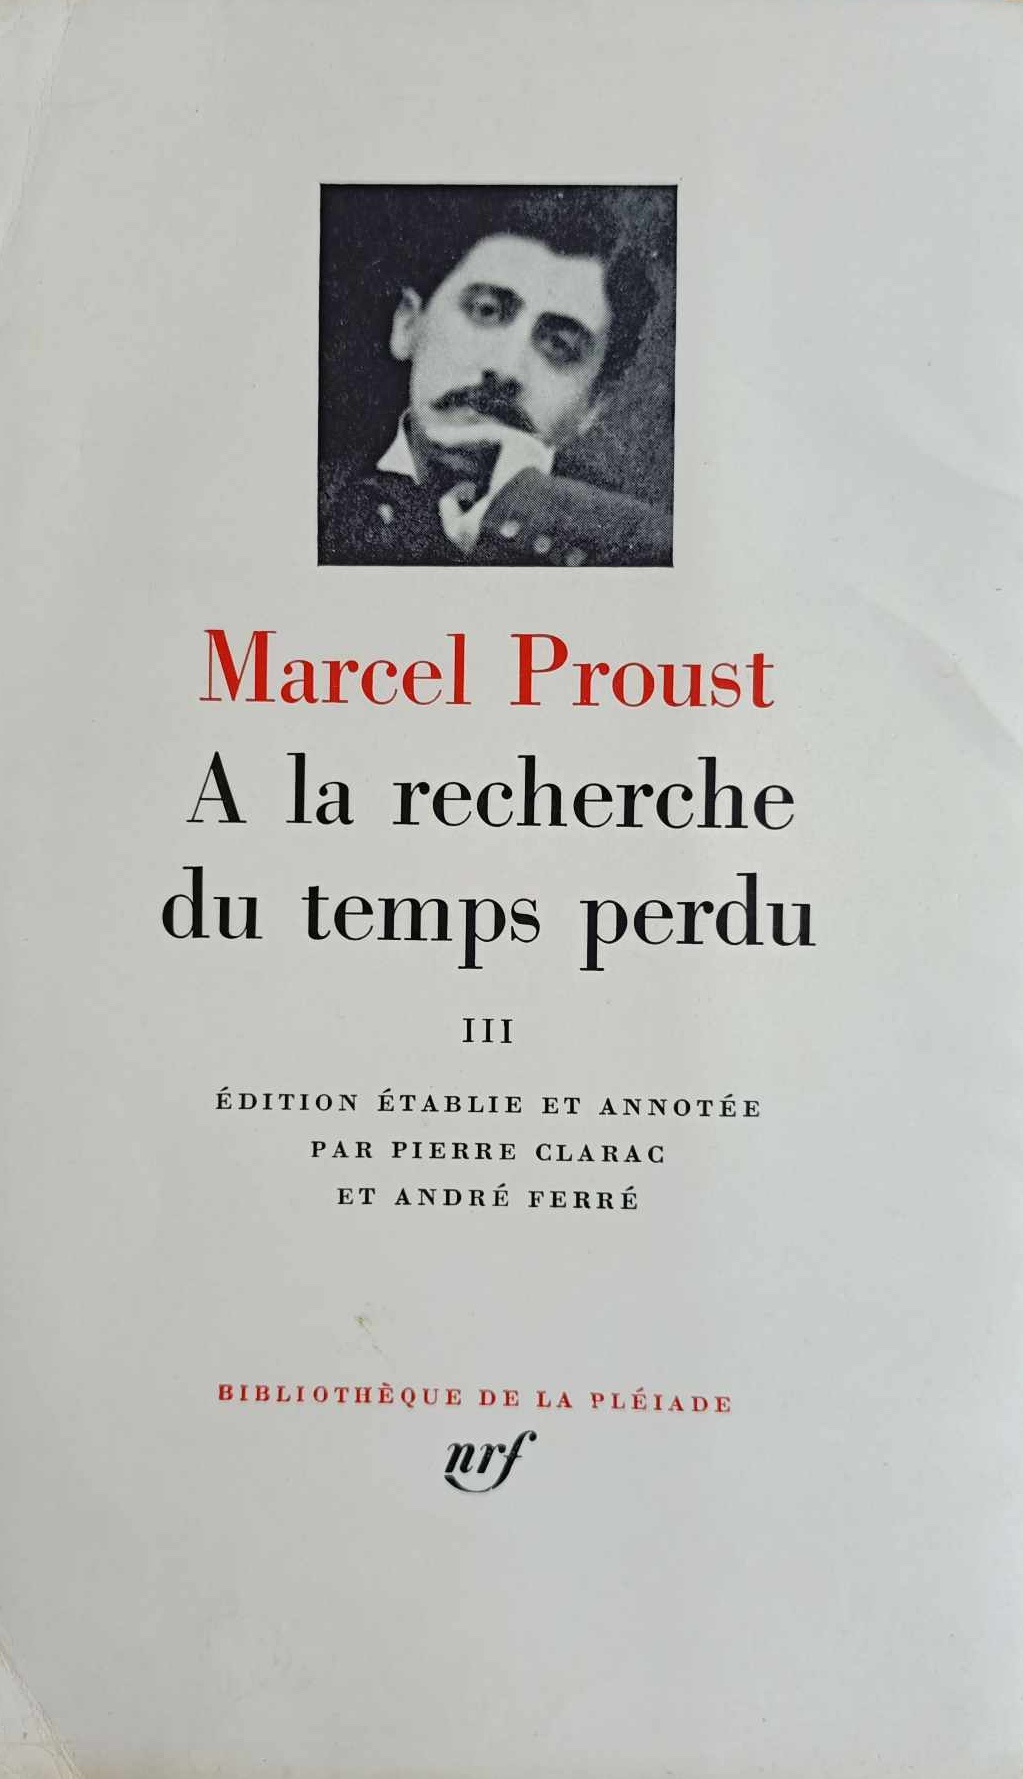 Marcel Proust
A la recherche
du temps perdu
III
ÉDITION ÉTABLIE ET ANNOTÉE
PAR PIERRE CLARAC
ET ANDRÉ FERRÉ
BIBLIOTHÈQUE DE LA PLÉIADE
nrf